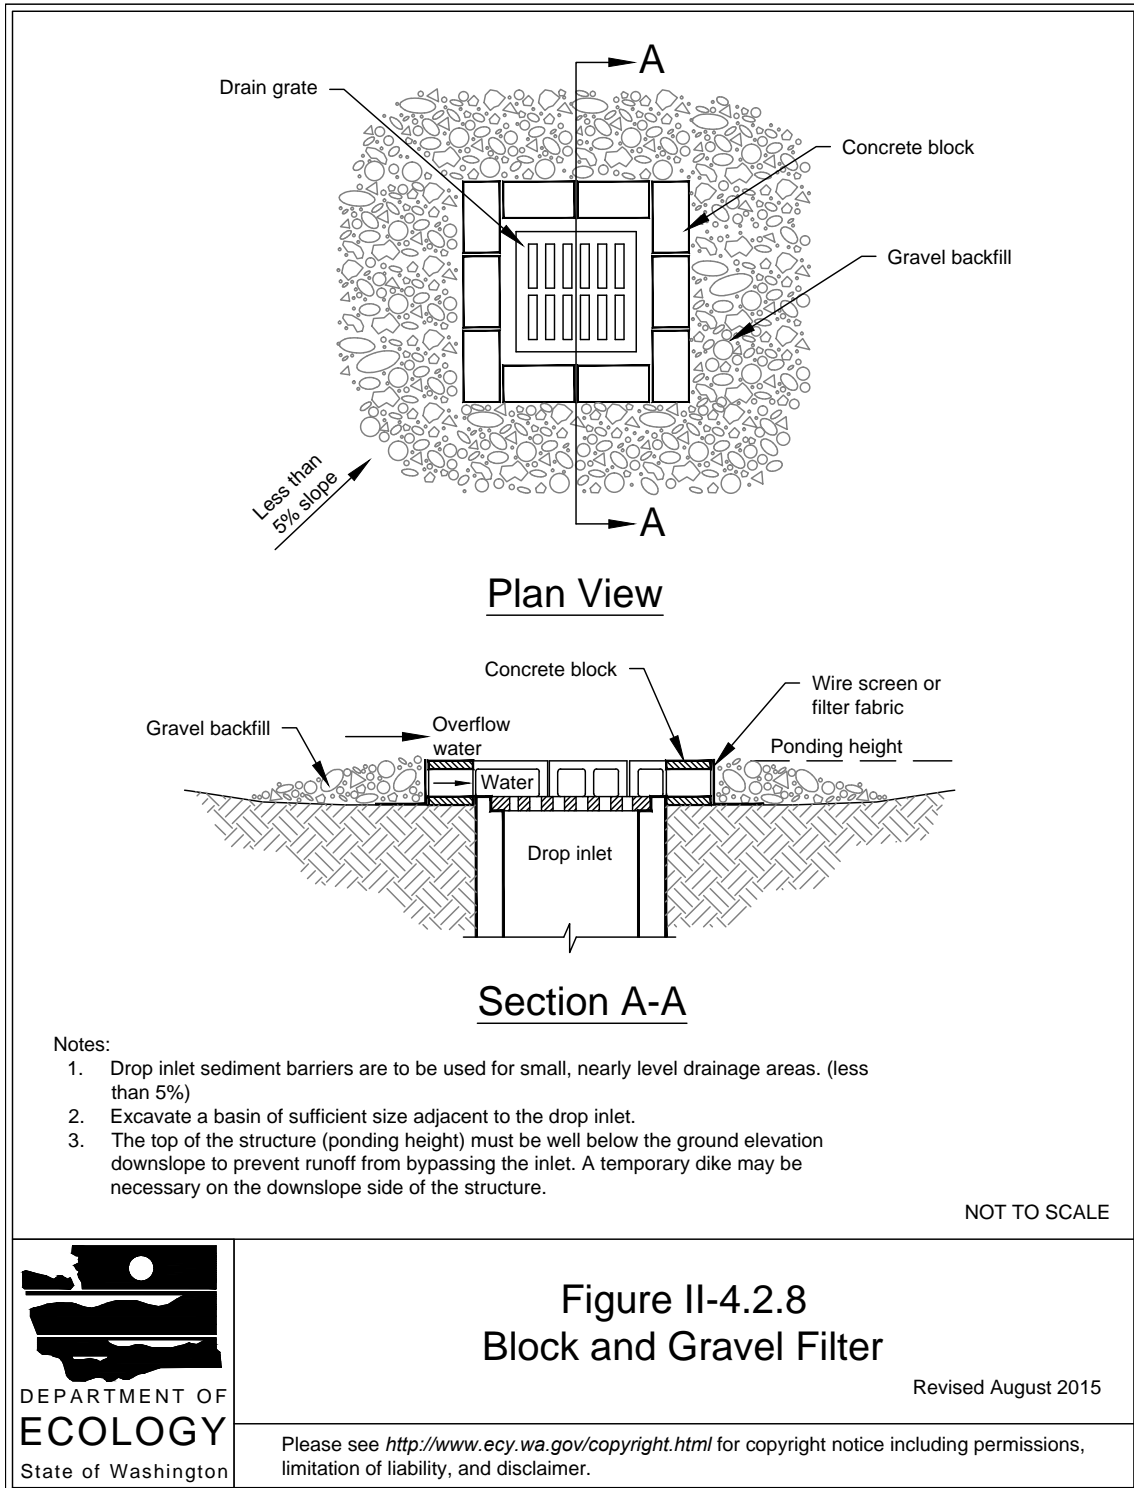 A
Drain grate
Concrete block
Gravel backfill
Less than
5% slope
A
Plan View
Concrete block
Wire screen or
filter fabric
Gravel backfill
Overflow
water
Ponding height
Water
Drop inlet
Section A-A
Notes:
1. Drop inlet sediment barriers are to be used for small, nearly level drainage areas. (less
than 5%)
2. Excavate a basin of sufficient size adjacent to the drop inlet.
3. The top of the structure (ponding height) must be well below the ground elevation
downslope to prevent runoff from bypassing the inlet. A temporary dike may be
necessary on the downslope side of the structure.
NOT TO SCALE
DEPARTMENT OF
ECOLOGY
State of Washington
Figure II-4.2.8
Block and Gravel Filter
Revised August 2015
Please see http://www.ecy.wa.gov/copyright.html for copyright notice including permissions,
limitation of liability, and disclaimer.